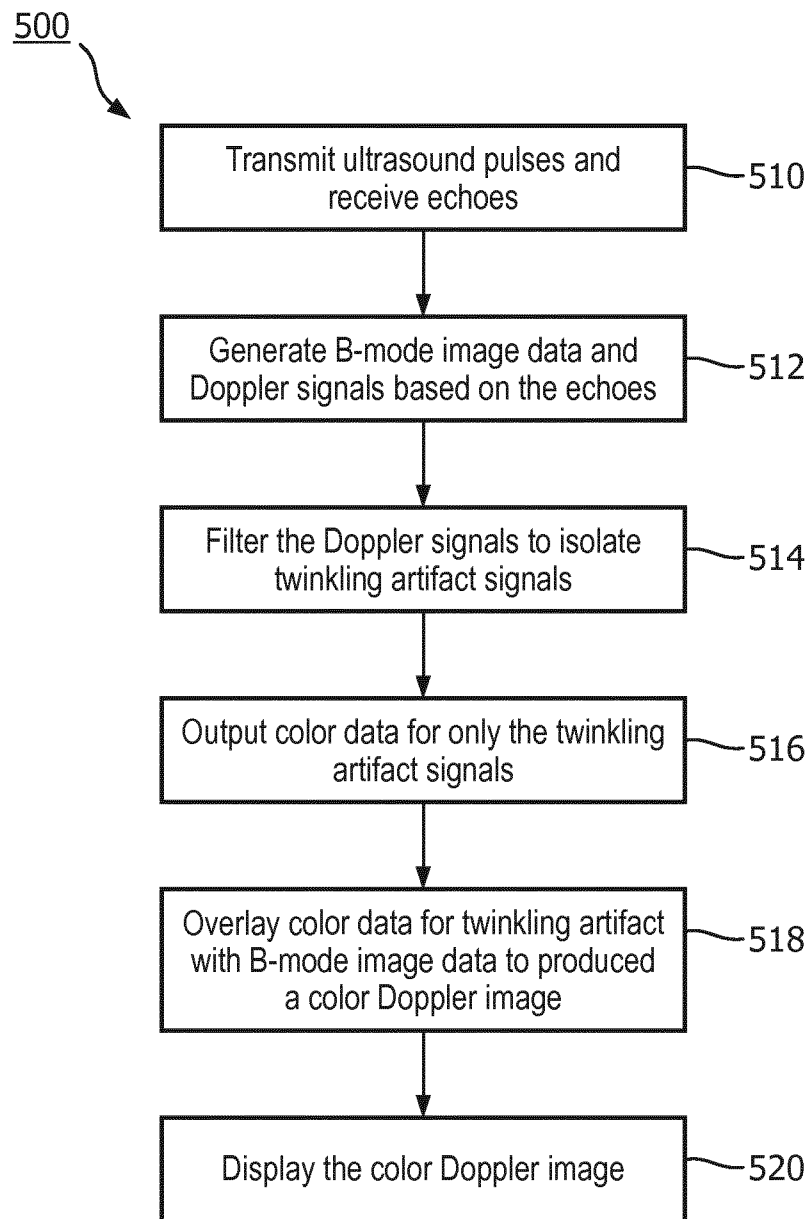 500
Transmit ultrasound pulses and
receive echoes
510
Generate B-mode image data and
Doppler signals based on the echoes
512
Filter the Doppler signals to isolate
twinkling artifact signals
514
Output color data for only the twinkling
artifact signals
516
Overlay color data for twinkling artifact
with B-mode image data to produced
a color Doppler image
518
Display the color Doppler image
520